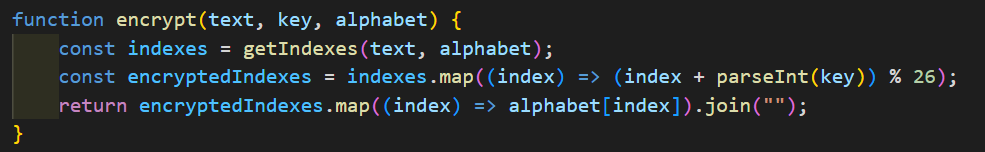 function encrypt(text, key, alphabet) {
    const indexes = getIndexes(text, alphabet);
    const encryptedIndexes = indexes.map((index) => (index + parseInt(key)) % 26);
    return encryptedIndexes.map((index) => alphabet[index]).join("");
}